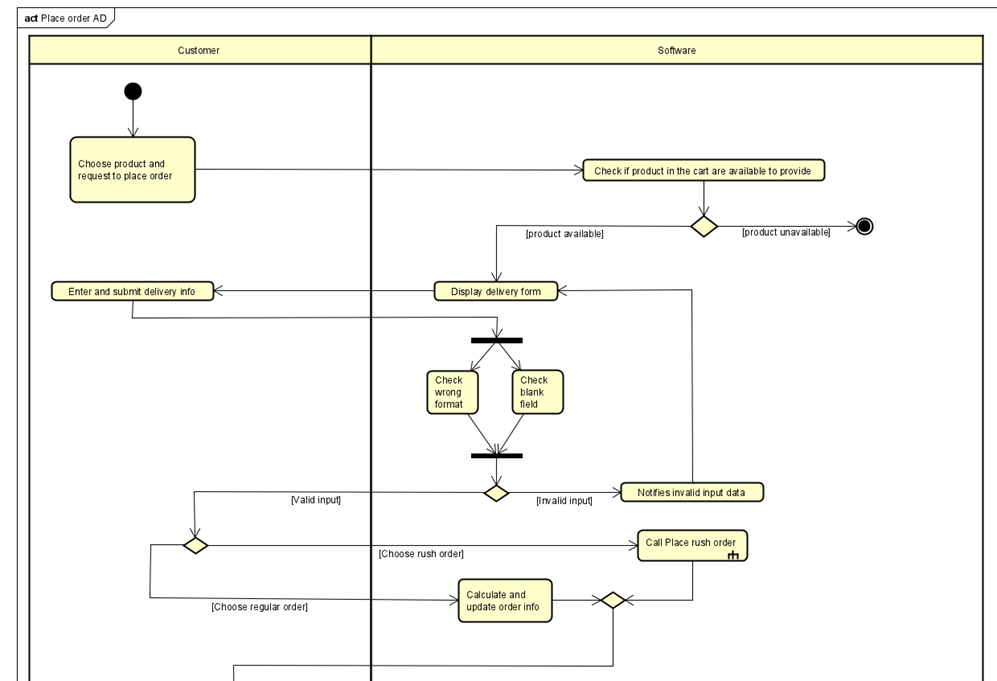 act Place order AD
Customer
Software
Choose product and
request to place order
Check if product in the cart are available to provide
[product available]
[product unavailable]
Enter and submit delivery info
Display delivery form
Check
wrong
format
Check
blank
field
[Valid input]
[Invalid input]
Notifies invalid input data
Call Place rush order
[Choose rush order]
Calculate and
update order info
[Choose regular order]